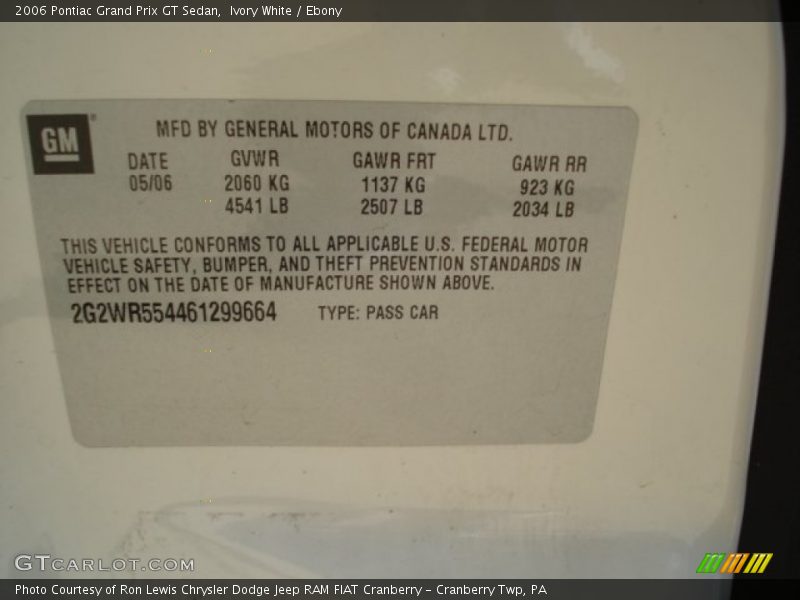 2006 Pontiac Grand Prix GT Sedan,  Ivory White / Ebony
GM®
MFD BY GENERAL MOTORS OF CANADA LTD.
DATE GVWR GAWR FRT GAWR RR
05/06 2060 KG 1137 KG 923 KG
4541 LB 2507 LB 2034 LB
THIS VEHICLE CONFORMS TO ALL APPLICABLE U.S. FEDERAL MOTOR
VEHICLE SAFETY, BUMPER, AND THEFT PREVENTION STANDARDS IN
EFFECT ON THE DATE OF MANUFACTURE SHOWN ABOVE.
2G2WR554461299664 TYPE: PASS CAR
GTCARLOT.COM
Photo Courtesy of Ron Lewis Chrysler Dodge Jeep RAM FIAT Cranberry – Cranberry Twp, PA